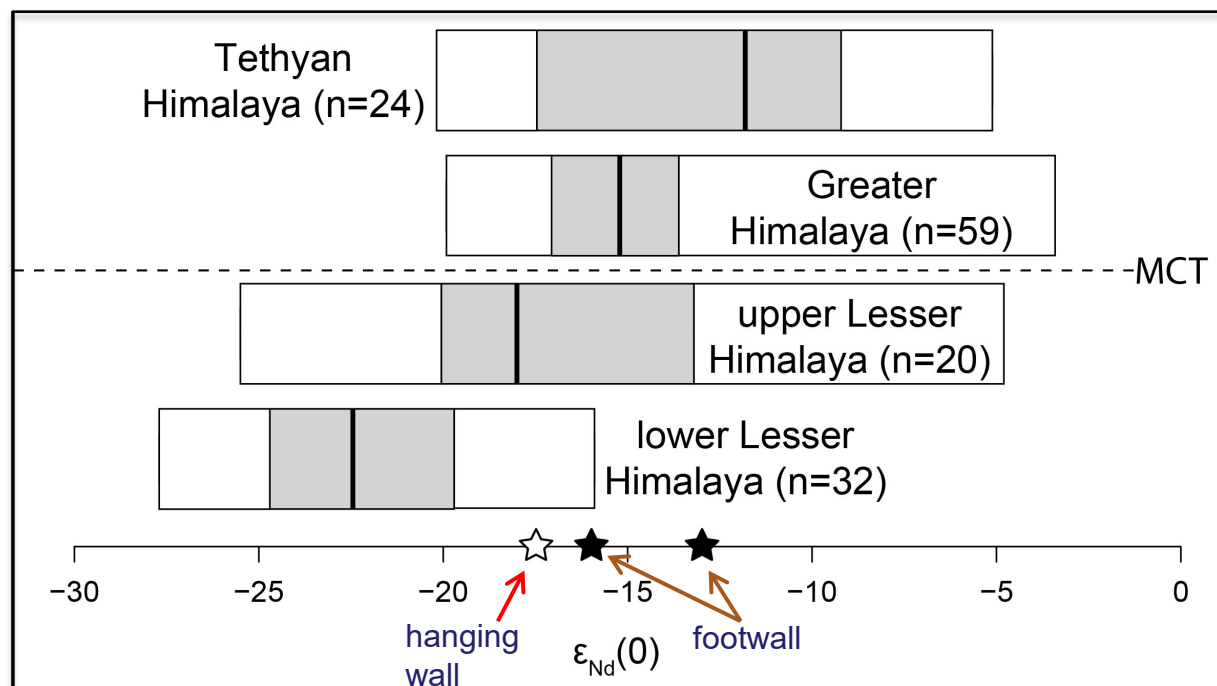 Tethyan
Himalaya (n=24)
Greater
Himalaya (n=59)
MCT
upper Lesser
Himalaya (n=20)
lower Lesser
Himalaya (n=32)
−30 −25 −20 −15 −10 −5 0
hanging
wall
footwall
εNd(0)